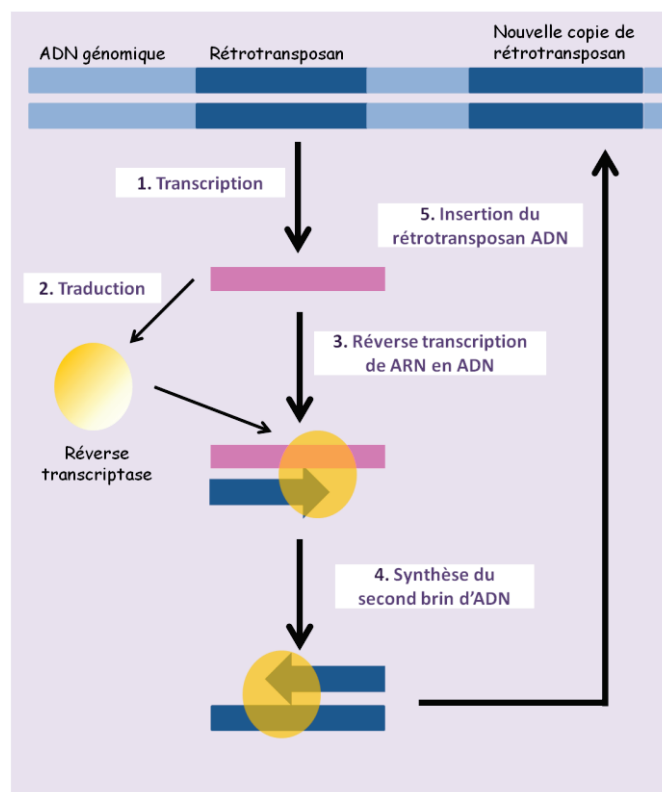 ADN génomique
Rétrotransposan
Nouvelle copie de
rétrotransposan
1. Transcription
5. Insertion du
rétrotransposan ADN
2. Traduction
3. Réverse transcription
de ARN en ADN
Réverse
transcriptase
4. Synthèse du
second brin d’ADN